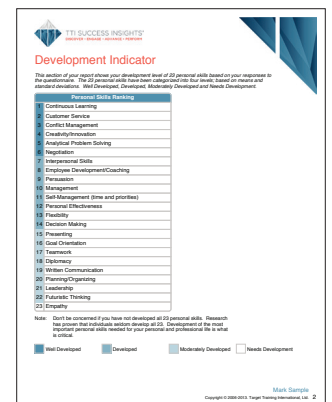 TTI SUCCESS INSIGHTS®
DISCOVER | ENGAGE | ADVANCE | PERFORM
Development Indicator
This section of your report shows your development level of 23 personal skills based on your responses to
the questionnaire. The 23 personal skills have been categorized into four levels; based on means and
standard deviations. Well Developed, Developed, Moderately Developed and Needs Development.
Personal Skills Ranking
1 Continuous Learning
2 Customer Service
3 Conflict Management
4 Creativity/Innovation
5 Analytical Problem Solving
6 Negotiation
7 Interpersonal Skills
8 Employee Development/Coaching
9 Persuasion
10 Management
11 Self-Management (time and priorities)
12 Personal Effectiveness
13 Flexibility
14 Decision Making
15 Presenting
16 Goal Orientation
17 Teamwork
18 Diplomacy
19 Written Communication
20 Planning/Organizing
21 Leadership
22 Futuristic Thinking
23 Empathy
Note: Don't be concerned if you have not developed all 23 personal skills. Research
has proven that individuals seldom develop all 23. Development of the most
important personal skills needed for your personal and professional life is what
is critical.
Well Developed Developed Moderately Developed Needs Development
Mark Sample
Copyright © 2006-2013. Target Training International, Ltd. 2